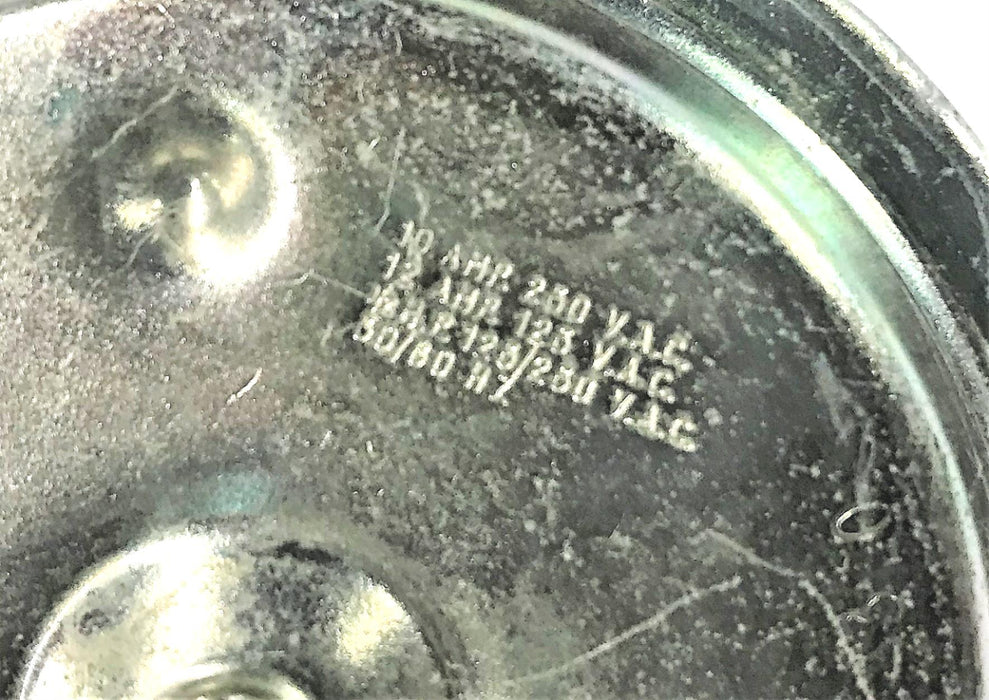 10 AMP. 250 V.A.C.
12 AMP. 125 V.A.C.
H.P. 125/250 V.A.C.
50/60 HZ